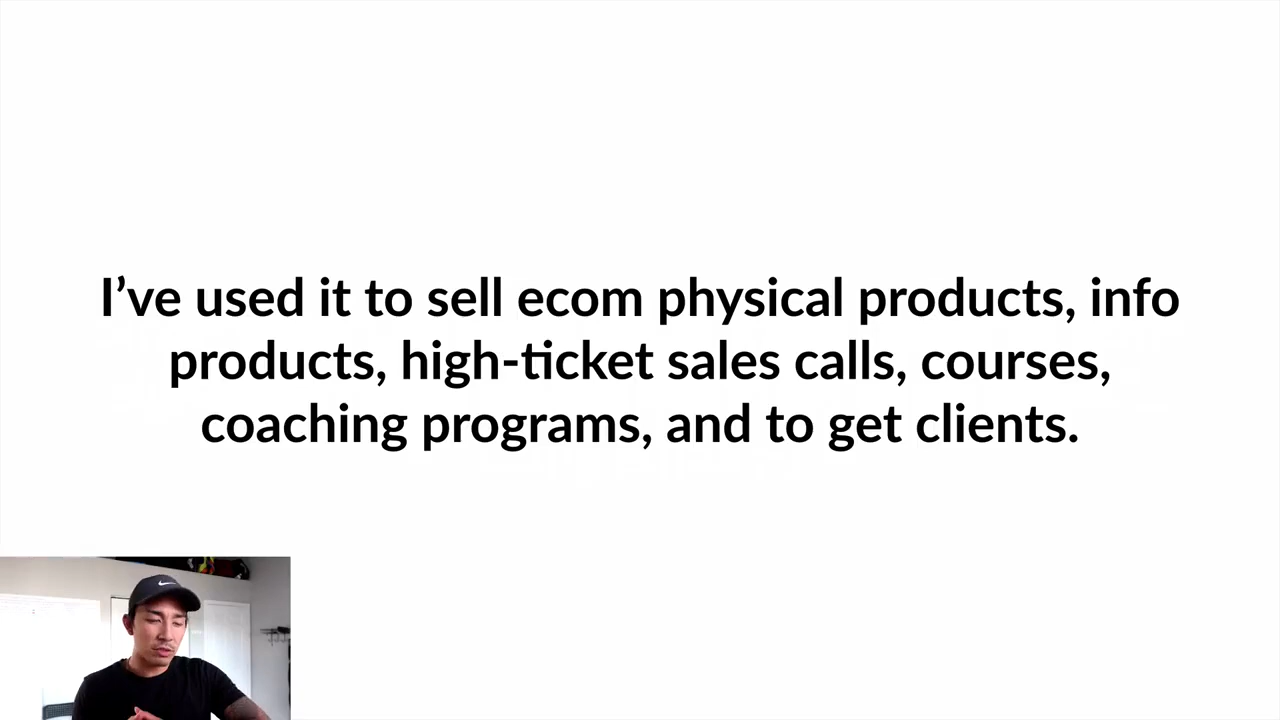 I’ve used it to sell ecom physical products, info
products, high-ticket sales calls, courses,
coaching programs, and to get clients.